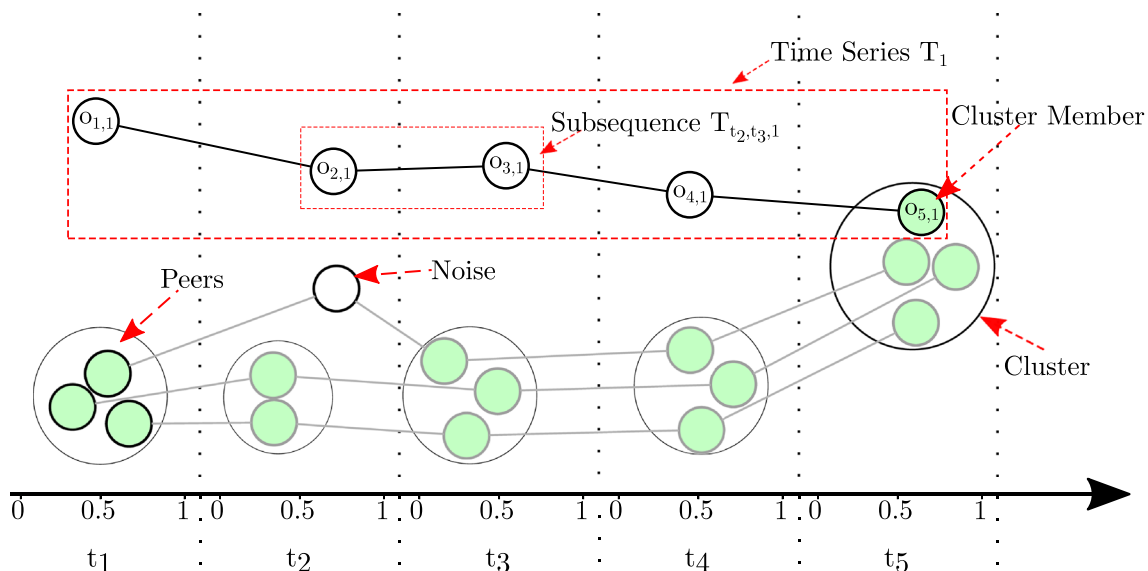 Time Series T₁
o₁,₁
Subsequence T_{t₂,t₃,1}
Cluster Member
o₂,₁
o₃,₁
o₄,₁
o₅,₁
Peers
Noise
Cluster
0 0.5 1 0 0.5 1 0 0.5 1 0 0.5 1 0 0.5 1
t₁ t₂ t₃ t₄ t₅